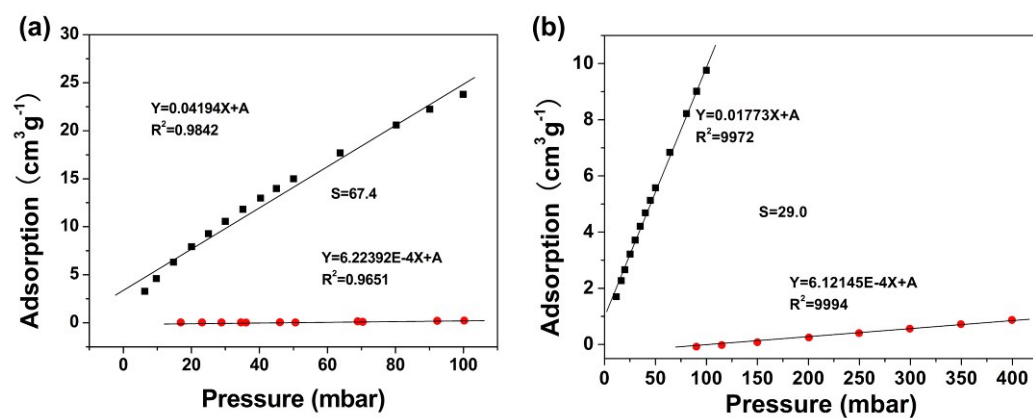 (a)
30
25
20
15
10
5
0
Adsorption (cm³g⁻¹)
Y=0.04194X+A
R²=0.9842
S=67.4
Y=6.22392E-4X+A
R²=0.9651
0 20 40 60 80 100
Pressure (mbar)
(b)
10
8
6
4
2
0
Adsorption (cm³g⁻¹)
Y=0.01773X+A
R²=9972
S=29.0
Y=6.12145E-4X+A
R²=9994
0 50 100 150 200 250 300 350 400
Pressure (mbar)